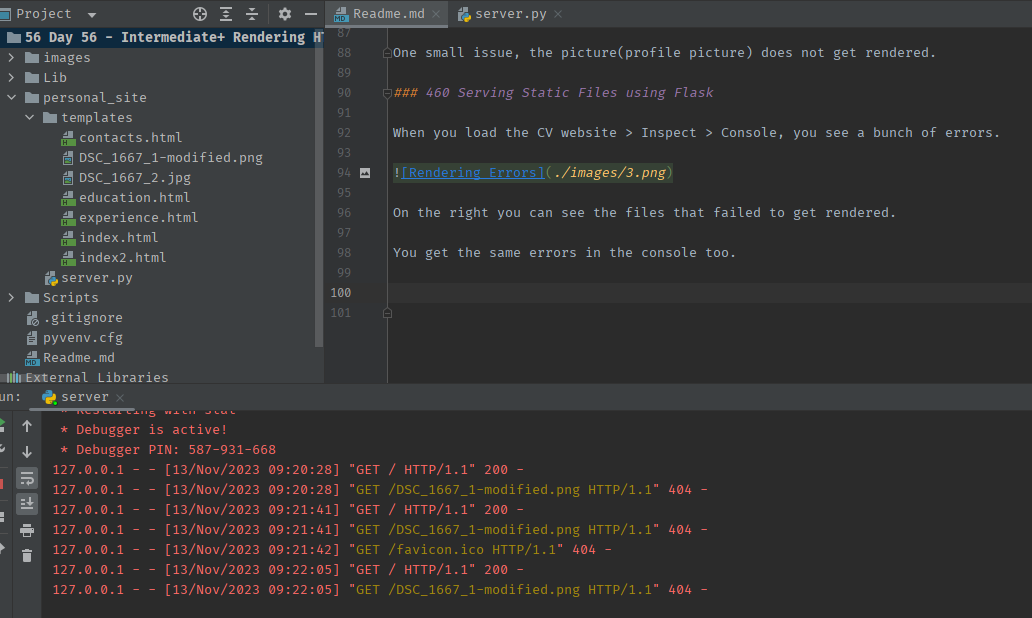 Project
56 Day 56 - Intermediate+ Rendering H
images
Lib
personal_site
templates
contacts.html
DSC_1667_1-modified.png
DSC_1667_2.jpg
education.html
experience.html
index.html
index2.html
server.py
Scripts
.gitignore
pyvenv.cfg
Readme.md
External Libraries
Readme.md server.py
87
88 One small issue, the picture(profile picture) does not get rendered.
89
90 ### 460 Serving Static Files using Flask
91
92 When you load the CV website > Inspect > Console, you see a bunch of errors.
93
94 ![Rendering Errors](./images/3.png)
95
96 On the right you can see the files that failed to get rendered.
97
98 You get the same errors in the console too.
99
100
101
un: server
* Restarting with stat
* Debugger is active!
* Debugger PIN: 587-931-668
127.0.0.1 - - [13/Nov/2023 09:20:28] "GET / HTTP/1.1" 200 -
127.0.0.1 - - [13/Nov/2023 09:20:28] "GET /DSC_1667_1-modified.png HTTP/1.1" 404 -
127.0.0.1 - - [13/Nov/2023 09:21:41] "GET / HTTP/1.1" 200 -
127.0.0.1 - - [13/Nov/2023 09:21:41] "GET /DSC_1667_1-modified.png HTTP/1.1" 404 -
127.0.0.1 - - [13/Nov/2023 09:21:42] "GET /favicon.ico HTTP/1.1" 404 -
127.0.0.1 - - [13/Nov/2023 09:22:05] "GET / HTTP/1.1" 200 -
127.0.0.1 - - [13/Nov/2023 09:22:05] "GET /DSC_1667_1-modified.png HTTP/1.1" 404 -